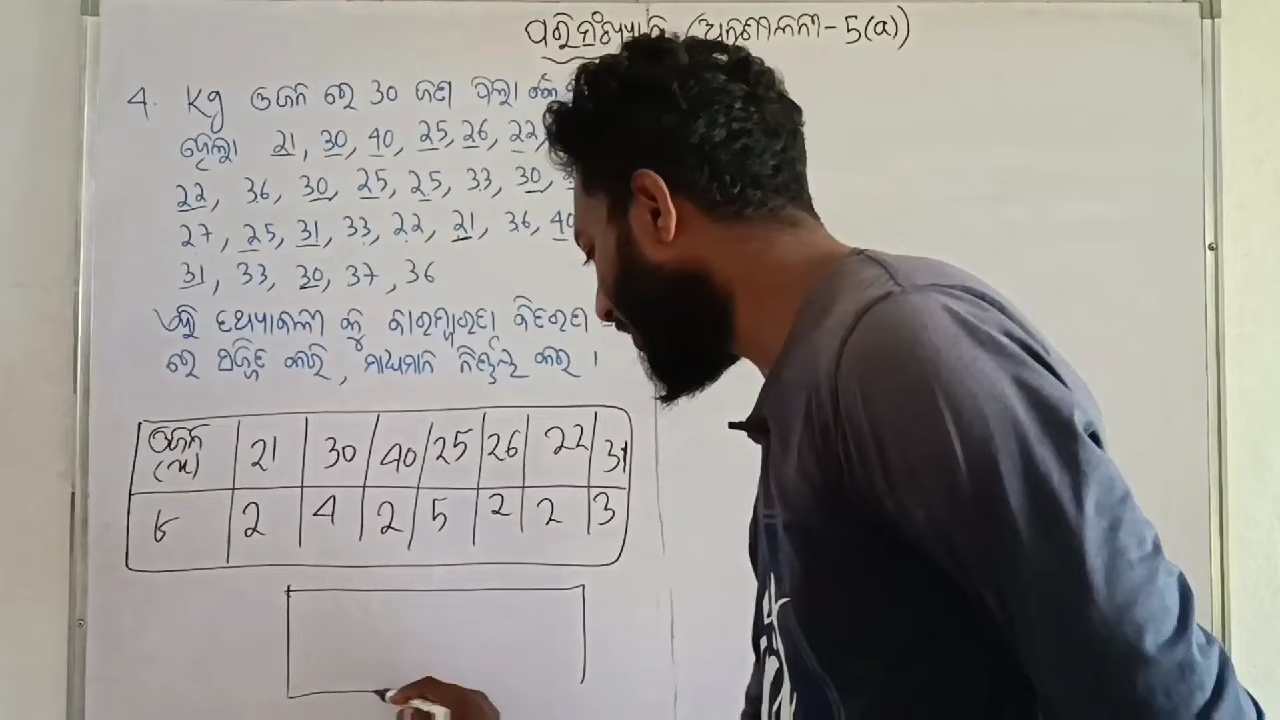 ପରିସଂଖ୍ୟାନ (ଅନୁଶୀଳନୀ-5(a))
4. Kg ଓଜନ ରେ 30 ଜଣ ପିଲା
ହେଲା 21, 30, 40, 25, 26, 22,
22, 36, 30, 25, 25, 33, 30,
27, 25, 31, 33, 22, 21, 36, 40
31, 33, 30, 37, 36
ଏହି ତଥ୍ୟାବଳୀ କୁ ବାରମ୍ବାରତା ବିତରଣ
ରେ ସଜ୍ଜିତ କରି, ମାଧ୍ୟମାନ ନିର୍ଣ୍ଣୟ କର ।
ଓଜନ 21 30 40 25 26 22 31
(x)
f 2 4 2 5 2 2 3